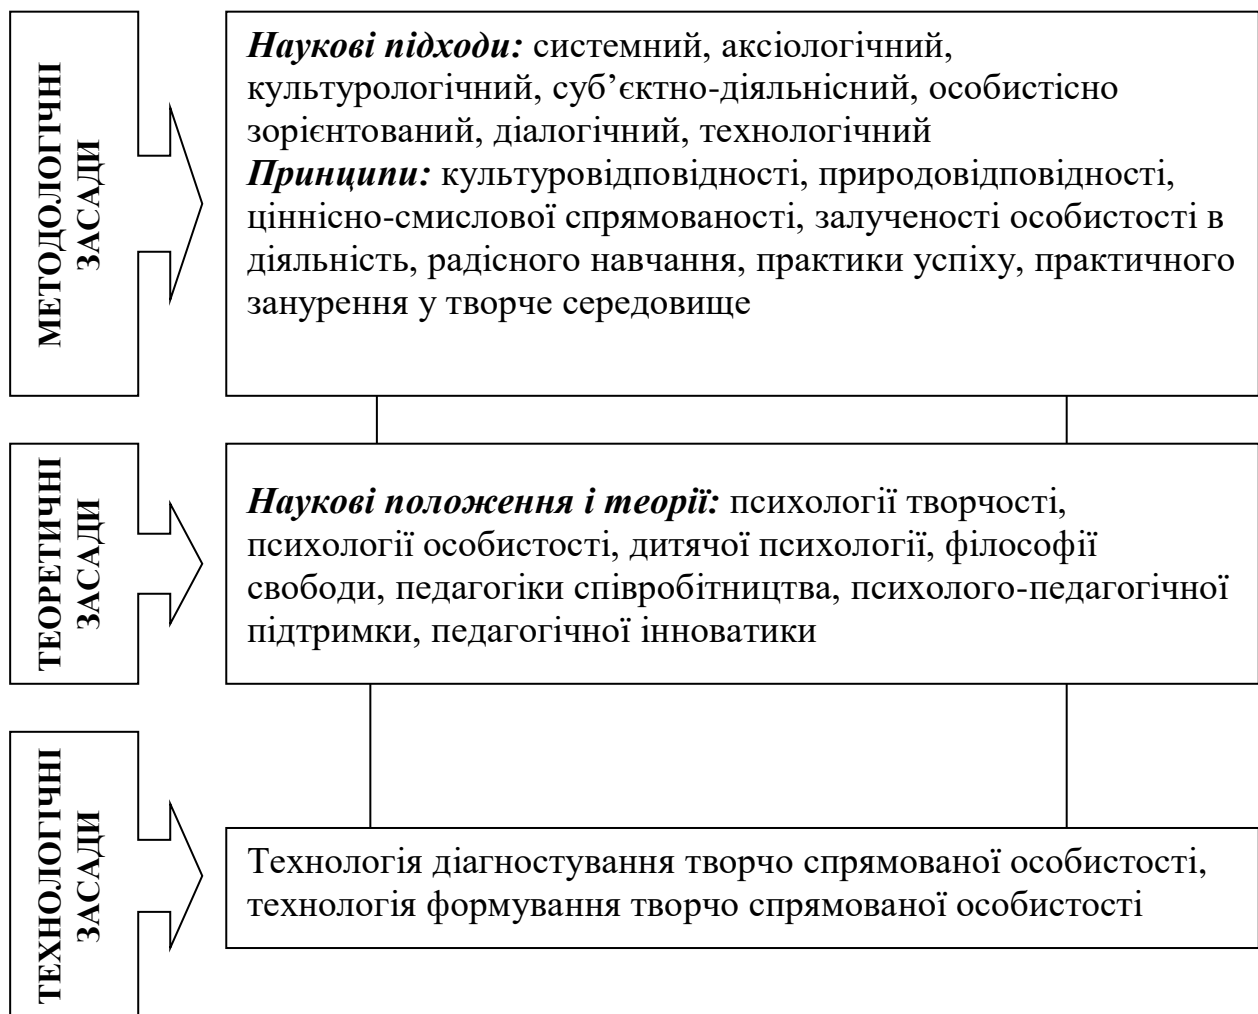 МЕТОДОЛОГІЧНІ
ЗАСАДИ
Наукові підходи: системний, аксіологічний,
культурологічний, суб’єктно-діяльнісний, особистісно
зорієнтований, діалогічний, технологічний
Принципи: культуровідповідності, природовідповідності,
ціннісно-смислової спрямованості, залученості особистості в
діяльність, радісного навчання, практики успіху, практичного
занурення у творче середовище
ТЕОРЕТИЧНІ
ЗАСАДИ
Наукові положення і теорії: психології творчості,
психології особистості, дитячої психології, філософії
свободи, педагогіки співробітництва, психолого-педагогічної
підтримки, педагогічної інноватики
ТЕХНОЛОГІЧНІ
ЗАСАДИ
Технологія діагностування творчо спрямованої особистості,
технологія формування творчо спрямованої особистості